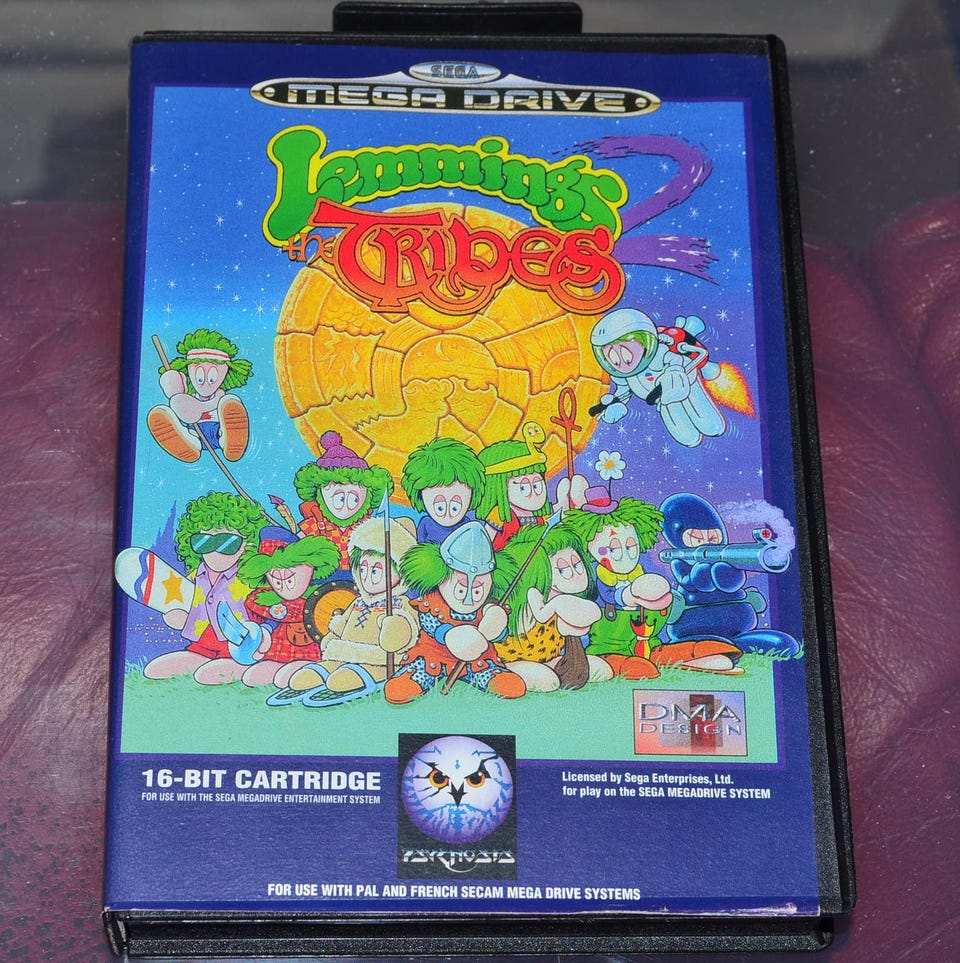 SEGA
MEGA DRIVE
Lemmings 2
the TRIBES
DMA
DESIGN
16-BIT CARTRIDGE
FOR USE WITH THE SEGA MEGADRIVE ENTERTAINMENT SYSTEM
Licensed by Sega Enterprises, Ltd.
for play on the SEGA MEGADRIVE SYSTEM
PSYGNOSIS
FOR USE WITH PAL AND FRENCH SECAM MEGA DRIVE SYSTEMS